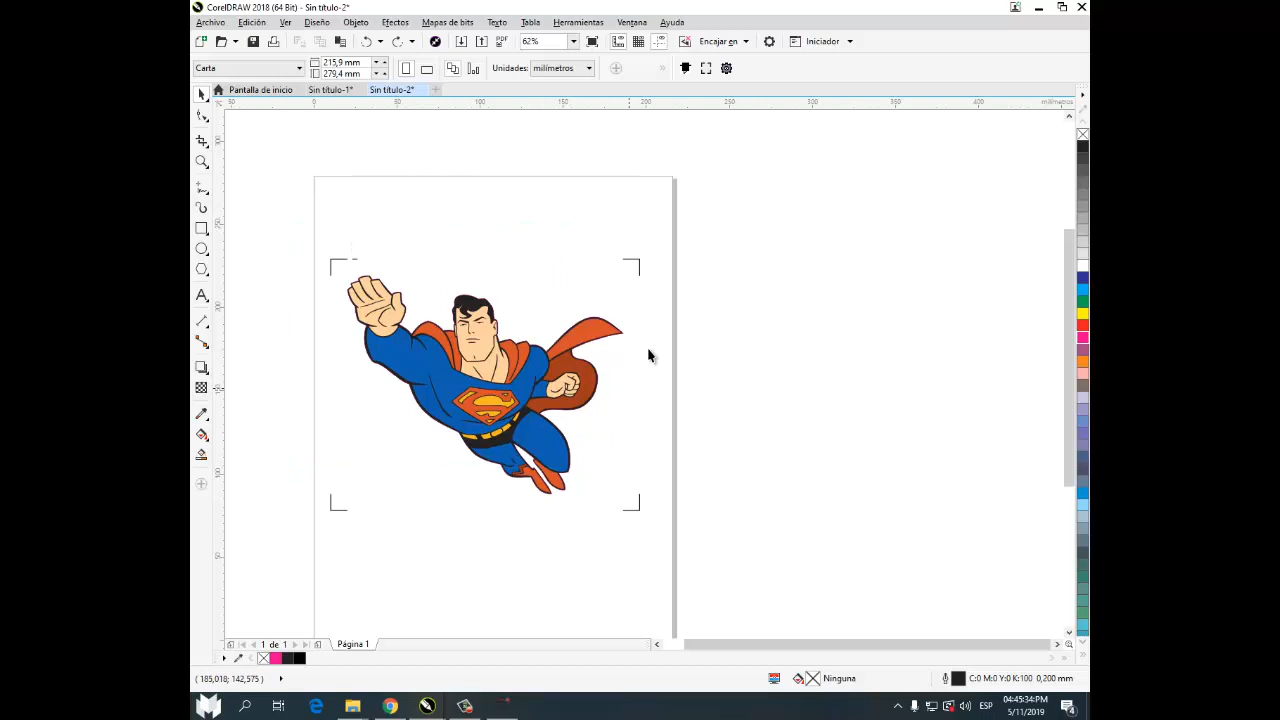 CorelDRAW 2018 (64 Bit) - Sin título-2*
Archivo Edición Ver Diseño Objeto Efectos Mapas de bits Texto Tabla Herramientas Ventana Ayuda
PDF 62% Encajar en Iniciador
Carta 215,9 mm 279,4 mm Unidades: milímetros
Pantalla de inicio Sin título-1* Sin título-2*
50 0 50 100 150 200 250 300 350 400 milímetros
1 de 1 Página 1
( 185,018; 142,575 ) Ninguna C:0 M:0 Y:0 K:100 0,200 mm
ESP 04:45:34 PM
5/11/2019 4